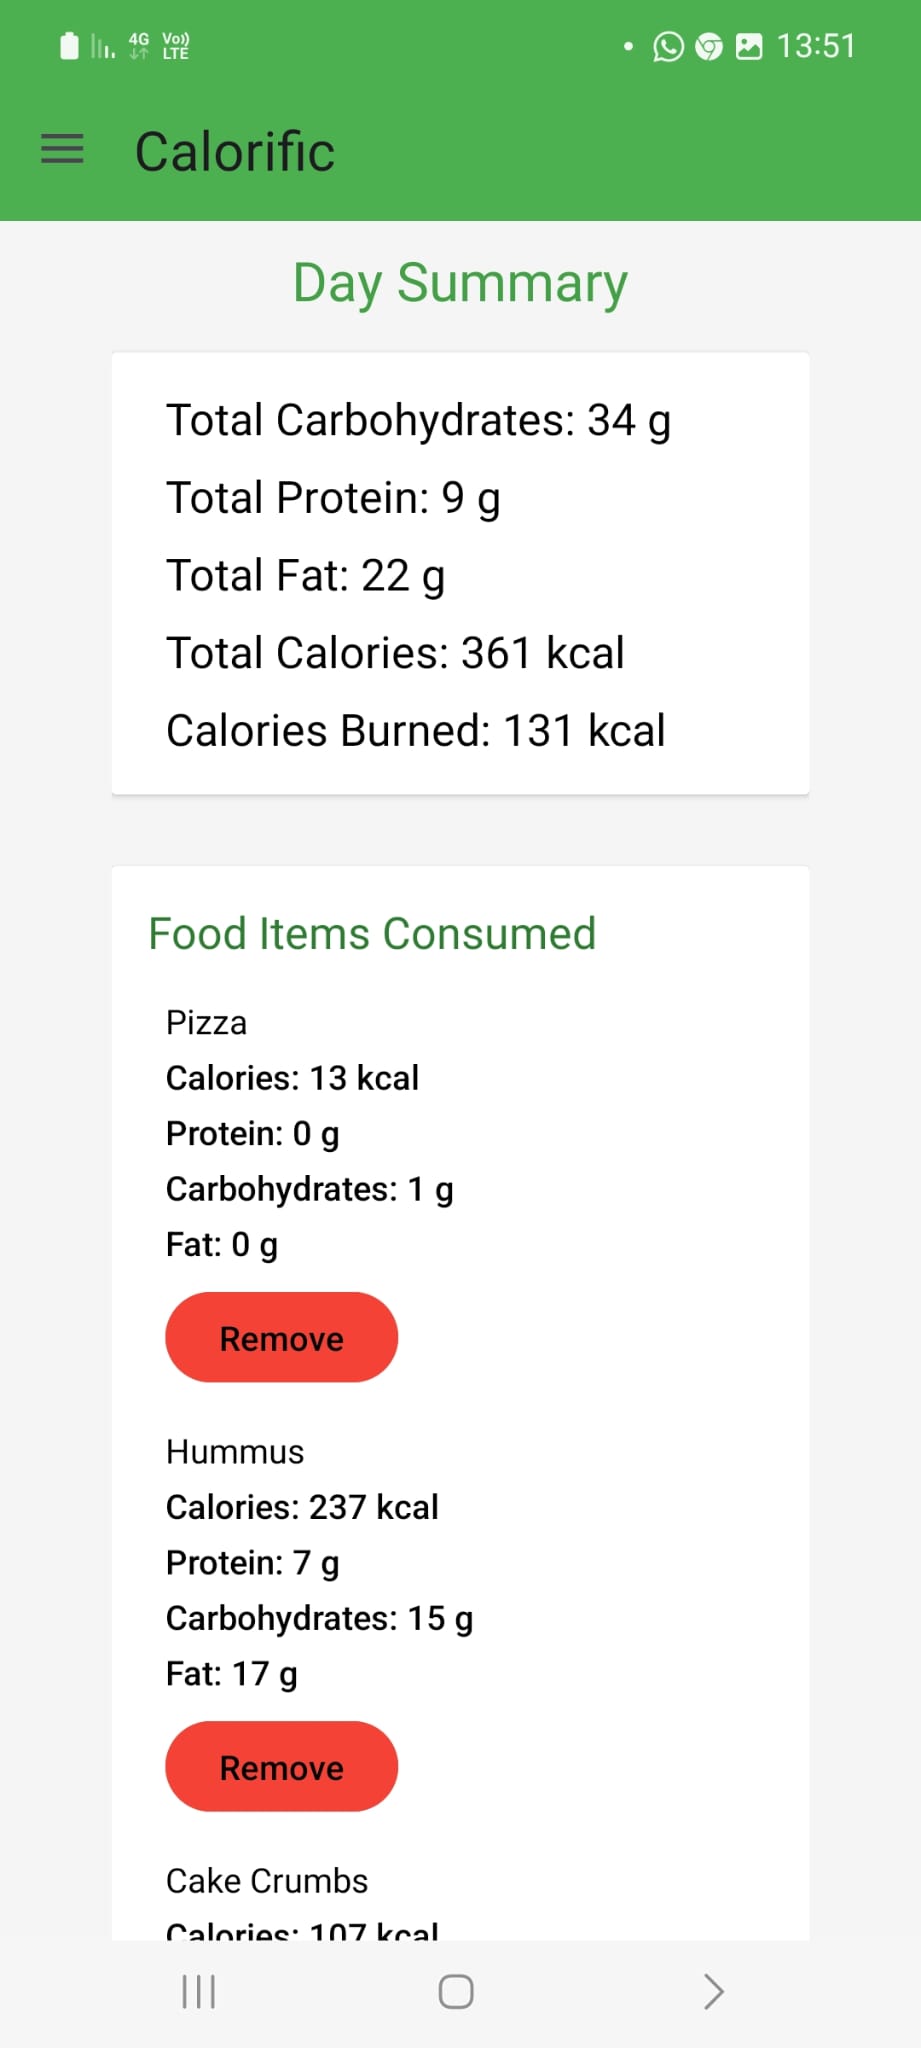 4G Vo)) LTE 13:51
Calorific
Day Summary
Total Carbohydrates: 34 g
Total Protein: 9 g
Total Fat: 22 g
Total Calories: 361 kcal
Calories Burned: 131 kcal
Food Items Consumed
Pizza
Calories: 13 kcal
Protein: 0 g
Carbohydrates: 1 g
Fat: 0 g
Remove
Hummus
Calories: 237 kcal
Protein: 7 g
Carbohydrates: 15 g
Fat: 17 g
Remove
Cake Crumbs
Calories: 107 kcal